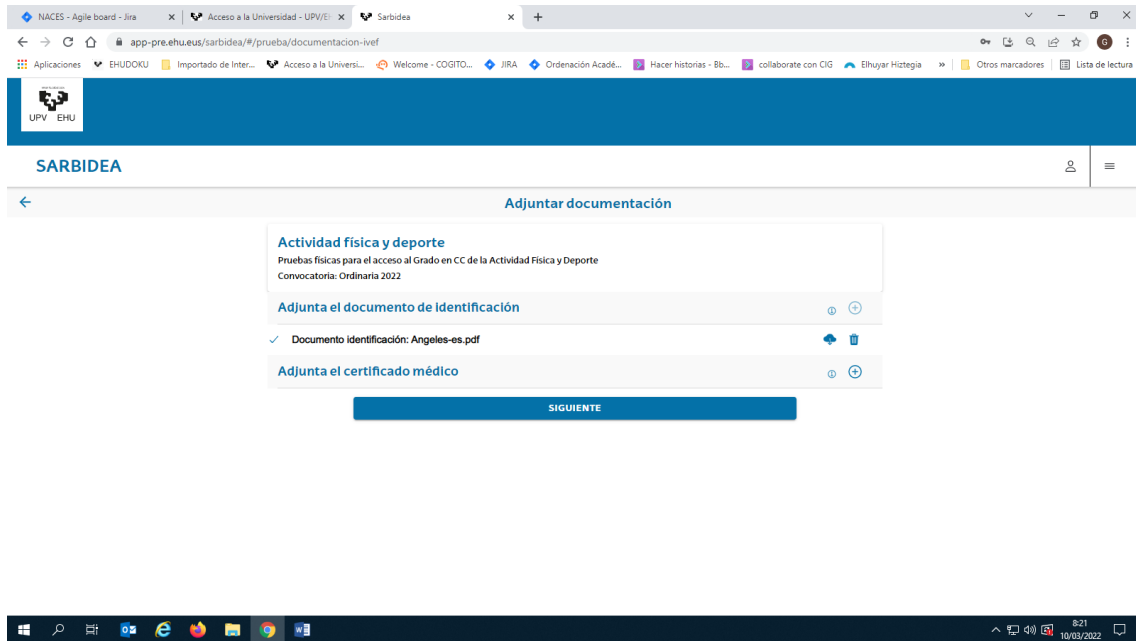 NACES - Agile board - Jira
Acceso a la Universidad - UPV/EH
Sarbidea
app-pre.ehu.eus/sarbidea/#/prueba/documentacion-ivef
G
Aplicaciones
EHUDOKU
Importado de Inter...
Acceso a la Universi...
Welcome - COGITO...
JIRA
Ordenación Acadé...
Hacer historias - Bb...
collaborate con CIG
Elhuyar Hiztegia
»
Otros marcadores
Lista de lectura
UPV EHU
SARBIDEA
Adjuntar documentación
Actividad física y deporte
Pruebas físicas para el acceso al Grado en CC de la Actividad Física y Deporte
Convocatoria: Ordinaria 2022
Adjunta el documento de identificación
Documento identificación: Angeles-es.pdf
Adjunta el certificado médico
SIGUIENTE
8:21
10/03/2022